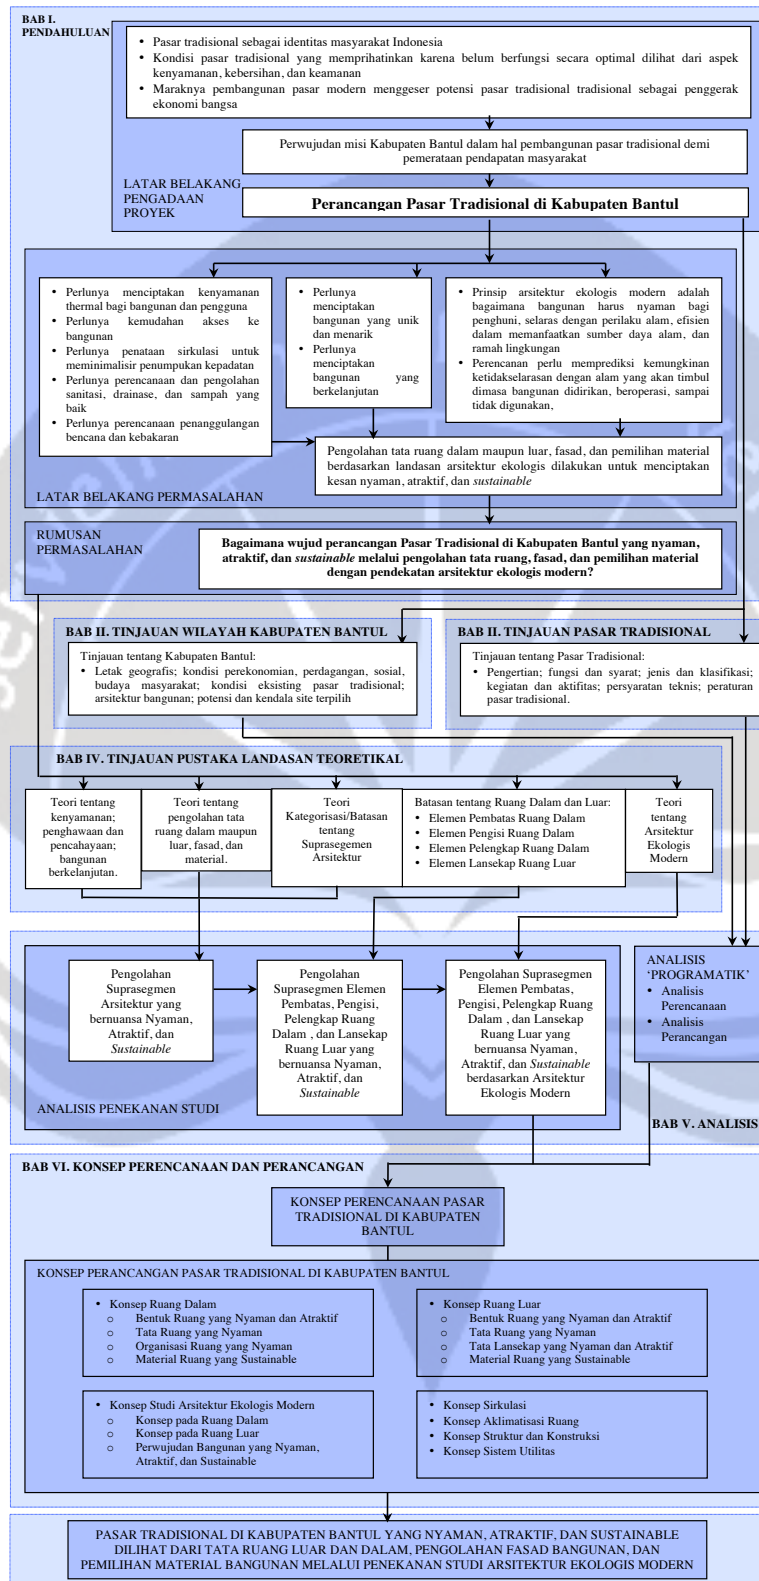 BAB I.
PENDAHULUAN
• Pasar tradisional sebagai identitas masyarakat Indonesia
• Kondisi pasar tradisional yang memprihatinkan karena belum berfungsi secara optimal dilihat dari aspek
kenyamanan, kebersihan, dan keamanan
• Maraknya pembangunan pasar modern menggeser potensi pasar tradisional tradisional sebagai penggerak
ekonomi bangsa
Perwujudan misi Kabupaten Bantul dalam hal pembangunan pasar tradisional demi
pemerataan pendapatan masyarakat
LATAR BELAKANG
PENGADAAN
PROYEK
Perancangan Pasar Tradisional di Kabupaten Bantul
• Perlunya menciptakan kenyamanan
thermal bagi bangunan dan pengguna
• Perlunya kemudahan akses ke
bangunan
• Perlunya penataan sirkulasi untuk
meminimalisir penumpukan kepadatan
• Perlunya perencanaan dan pengolahan
sanitasi, drainase, dan sampah yang
baik
• Perlunya perencanaan penanggulangan
bencana dan kebakaran
• Perlunya
menciptakan
bangunan yang unik
dan menarik
• Perlunya
menciptakan
bangunan yang
berkelanjutan
• Prinsip arsitektur ekologis modern adalah
bagaimana bangunan harus nyaman bagi
penghuni, selaras dengan perilaku alam, efisien
dalam memanfaatkan sumber daya alam, dan
ramah lingkungan
• Perencanan perlu memprediksi kemungkinan
ketidakselarasan dengan alam yang akan timbul
dimasa bangunan didirikan, beroperasi, sampai
tidak digunakan,
Pengolahan tata ruang dalam maupun luar, fasad, dan pemilihan material
berdasarkan landasan arsitektur ekologis dilakukan untuk menciptakan
kesan nyaman, atraktif, dan sustainable
LATAR BELAKANG PERMASALAHAN
RUMUSAN
PERMASALAHAN
Bagaimana wujud perancangan Pasar Tradisional di Kabupaten Bantul yang nyaman,
atraktif, dan sustainable melalui pengolahan tata ruang, fasad, dan pemilihan material
dengan pendekatan arsitektur ekologis modern?
BAB II. TINJAUAN WILAYAH KABUPATEN BANTUL
Tinjauan tentang Kabupaten Bantul:
• Letak geografis; kondisi perekonomian, perdagangan, sosial,
budaya masyarakat; kondisi eksisting pasar tradisional;
arsitektur bangunan; potensi dan kendala site terpilih
BAB II. TINJAUAN PASAR TRADISIONAL
Tinjauan tentang Pasar Tradisional:
• Pengertian; fungsi dan syarat; jenis dan klasifikasi;
kegiatan dan aktifitas; persyaratan teknis; peraturan
pasar tradisional.
BAB IV. TINJAUAN PUSTAKA LANDASAN TEORETIKAL
Teori tentang
kenyamanan;
penghawaan dan
pencahayaan;
bangunan
berkelanjutan.
Teori tentang
pengolahan tata
ruang dalam maupun
luar, fasad, dan
material.
Teori
Kategorisasi/Batasan
tentang
Suprasegemen
Arsitektur
Batasan tentang Ruang Dalam dan Luar:
• Elemen Pembatas Ruang Dalam
• Elemen Pengisi Ruang Dalam
• Elemen Pelengkap Ruang Dalam
• Elemen Lansekap Ruang Luar
Teori
tentang
Arsitektur
Ekologis
Modern
Pengolahan
Suprasegmen
Arsitektur yang
bernuansa Nyaman,
Atraktif, dan
Sustainable
Pengolahan
Suprasegmen Elemen
Pembatas, Pengisi,
Pelengkap Ruang
Dalam , dan Lansekap
Ruang Luar yang
bernuansa Nyaman,
Atraktif, dan
Sustainable
Pengolahan Suprasegmen
Elemen Pembatas,
Pengisi, Pelengkap Ruang
Dalam , dan Lansekap
Ruang Luar yang
bernuansa Nyaman,
Atraktif, dan Sustainable
berdasarkan Arsitektur
Ekologis Modern
ANALISIS
‘PROGRAMATIK’
• Analisis
Perencanaan
• Analisis
Perancangan
ANALISIS PENEKANAN STUDI
BAB V. ANALISIS
BAB VI. KONSEP PERENCANAAN DAN PERANCANGAN
KONSEP PERENCANAAN PASAR
TRADISIONAL DI KABUPATEN
BANTUL
KONSEP PERANCANGAN PASAR TRADISIONAL DI KABUPATEN BANTUL
• Konsep Ruang Dalam
o Bentuk Ruang yang Nyaman dan Atraktif
o Tata Ruang yang Nyaman
o Organisasi Ruang yang Nyaman
o Material Ruang yang Sustainable
• Konsep Ruang Luar
o Bentuk Ruang yang Nyaman dan Atraktif
o Tata Ruang yang Nyaman
o Tata Lansekap yang Nyaman dan Atraktif
o Material Ruang yang Sustainable
• Konsep Studi Arsitektur Ekologis Modern
o Konsep pada Ruang Dalam
o Konsep pada Ruang Luar
o Perwujudan Bangunan yang Nyaman,
Atraktif, dan Sustainable
• Konsep Sirkulasi
• Konsep Aklimatisasi Ruang
• Konsep Struktur dan Konstruksi
• Konsep Sistem Utilitas
PASAR TRADISIONAL DI KABUPATEN BANTUL YANG NYAMAN, ATRAKTIF, DAN SUSTAINABLE
DILIHAT DARI TATA RUANG LUAR DAN DALAM, PENGOLAHAN FASAD BANGUNAN, DAN
PEMILIHAN MATERIAL BANGUNAN MELALUI PENEKANAN STUDI ARSITEKTUR EKOLOGIS MODERN